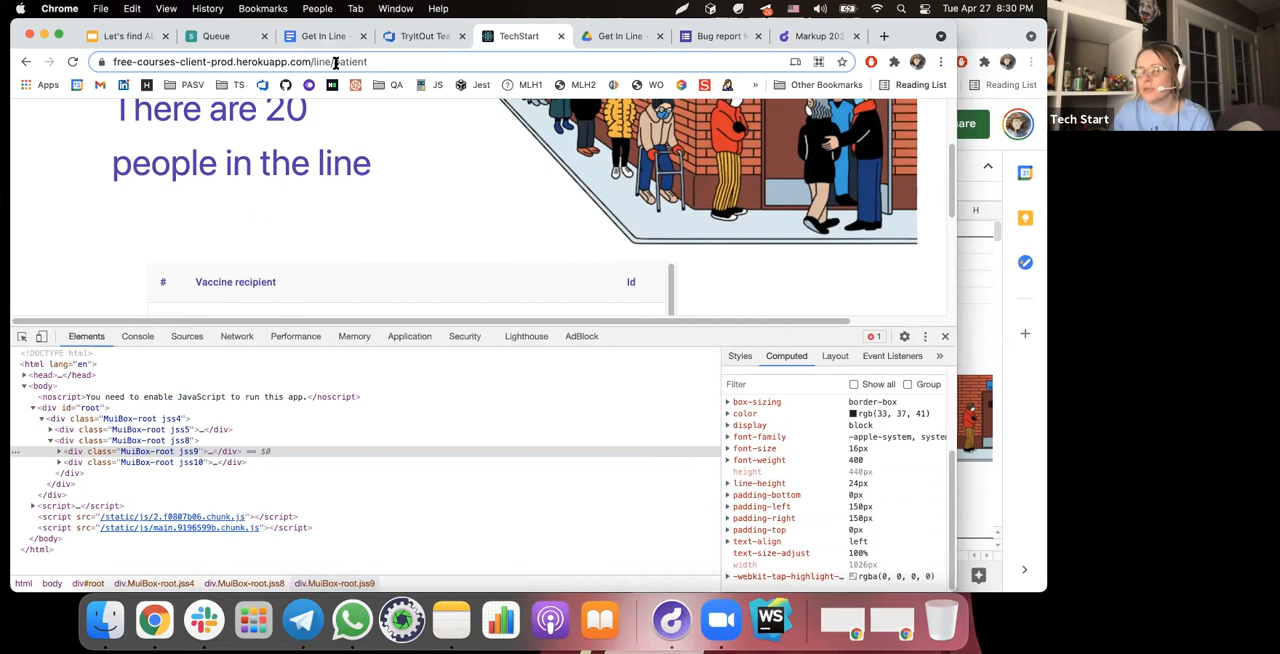 Chrome File Edit View History Bookmarks People Tab Window Help
Tue Apr 27 8:30 PM
Let's find A
Queue
Get In Line -
TryItOut Tea
TechStart
Get In Line -
Bug report f
Markup 202
free-courses-client-prod.herokuapp.com/line/patient
Apps
PASV
TS
QA
JS
Jest
MLH1
MLH2
WO
»
Other Bookmarks
Reading List
Reading List
There are 20
people in the line
# Vaccine recipient Id
Tech Start
are
H
Elements Console Sources Network Performance Memory Application Security Lighthouse AdBlock
1
<!DOCTYPE html>
<html lang="en">
<head>…</head>
<body>
<noscript>You need to enable JavaScript to run this app.</noscript>
<div id="root">
<div class="MuiBox-root jss4">
<div class="MuiBox-root jss5">…</div>
<div class="MuiBox-root jss8">
<div class="MuiBox-root jss9">…</div> == $0
<div class="MuiBox-root jss10">…</div>
</div>
</div>
</div>
<script>…</script>
<script src="/static/js/2.f0807b06.chunk.js"></script>
<script src="/static/js/main.9196599b.chunk.js"></script>
</body>
</html>
html body div#root div.MuiBox-root.jss4 div.MuiBox-root.jss8 div.MuiBox-root.jss9
Styles Computed Layout Event Listeners »
Filter
Show all
Group
box-sizing border-box
color rgb(33, 37, 41)
display block
font-family -apple-system, system
font-size 16px
font-weight 400
height 440px
line-height 24px
padding-bottom 0px
padding-left 150px
padding-right 150px
padding-top 0px
text-align left
text-size-adjust 100%
width 1026px
-webkit-tap-highlight-… rgba(0, 0, 0, 0)
WS